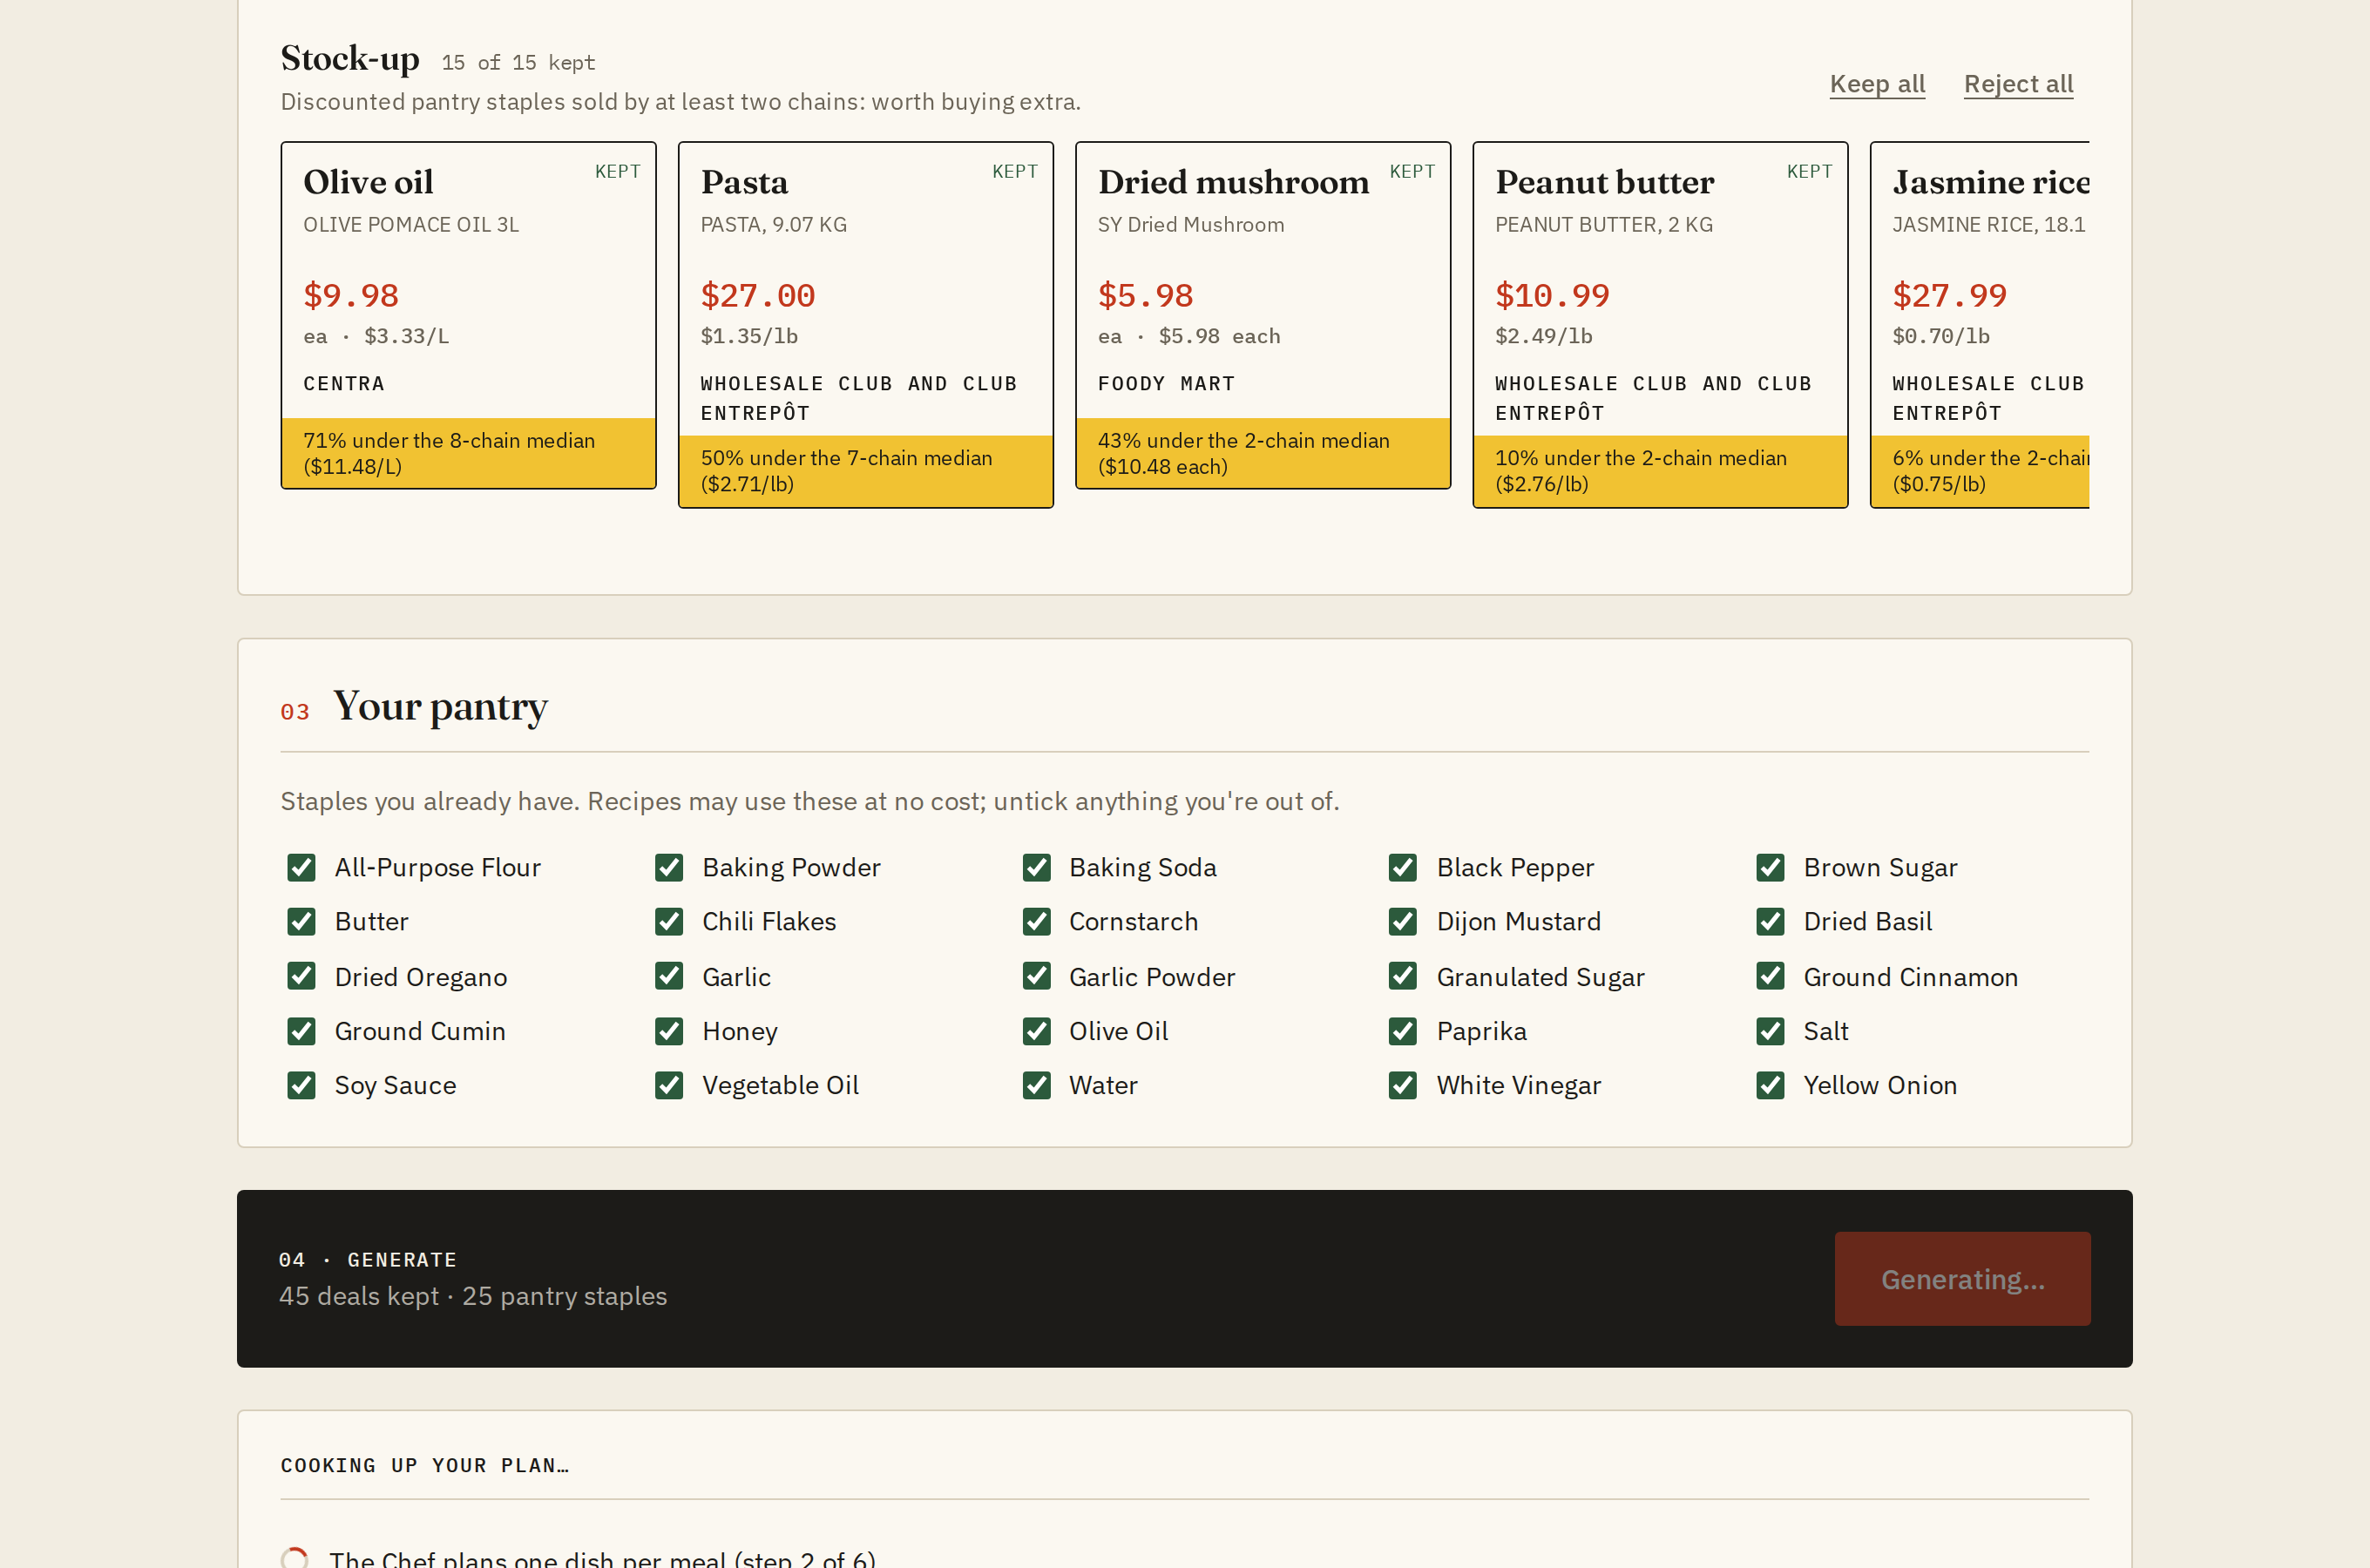 Stock-up 15 of 15 kept
Discounted pantry staples sold by at least two chains: worth buying extra.
Keep all Reject all
Olive oil KEPT
OLIVE POMACE OIL 3L
$9.98
ea · $3.33/L
CENTRA
71% under the 8-chain median
($11.48/L)
Pasta KEPT
PASTA, 9.07 KG
$27.00
$1.35/lb
WHOLESALE CLUB AND CLUB
ENTREPÔT
50% under the 7-chain median
($2.71/lb)
Dried mushroom KEPT
SY Dried Mushroom
$5.98
ea · $5.98 each
FOODY MART
43% under the 2-chain median
($10.48 each)
Peanut butter KEPT
PEANUT BUTTER, 2 KG
$10.99
$2.49/lb
WHOLESALE CLUB AND CLUB
ENTREPÔT
10% under the 2-chain median
($2.76/lb)
Jasmine rice
JASMINE RICE, 18.1
$27.99
$0.70/lb
WHOLESALE CLUB
ENTREPÔT
6% under the 2-chain
($0.75/lb)
03 Your pantry
Staples you already have. Recipes may use these at no cost; untick anything you're out of.
All-Purpose Flour Baking Powder Baking Soda Black Pepper Brown Sugar
Butter Chili Flakes Cornstarch Dijon Mustard Dried Basil
Dried Oregano Garlic Garlic Powder Granulated Sugar Ground Cinnamon
Ground Cumin Honey Olive Oil Paprika Salt
Soy Sauce Vegetable Oil Water White Vinegar Yellow Onion
04 · GENERATE
45 deals kept · 25 pantry staples
Generating…
COOKING UP YOUR PLAN…
The Chef plans one dish per meal (step 2 of 6)